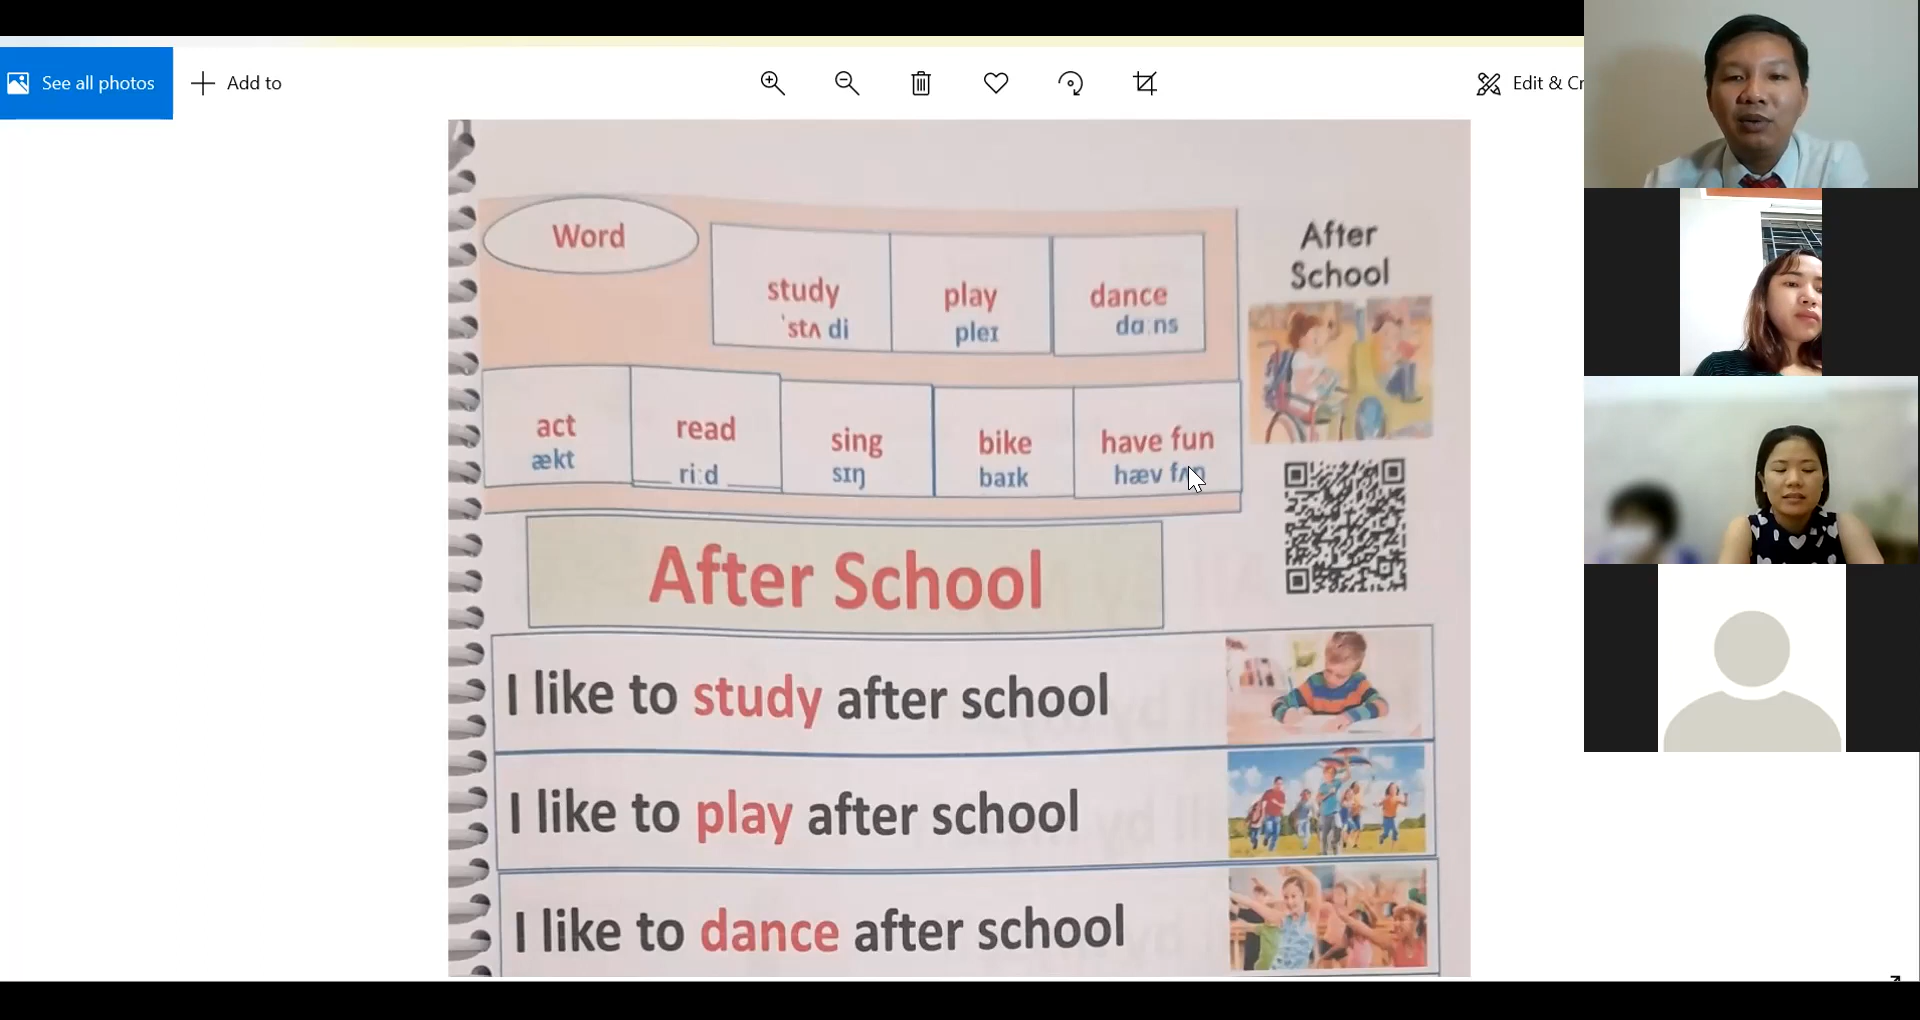 See all photos
Add to
Edit & Cr
Word
study
play
dance
ˈstʌ di
pleɪ
dɑːns
After
School
act
read
sing
bike
have fun
ækt
riːd
sɪŋ
baɪk
hæv
After School
I like to study after school
I like to play after school
I like to dance after school